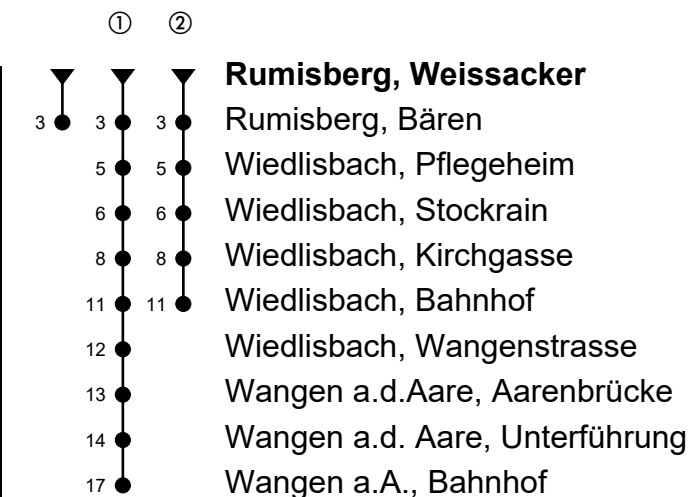 ① ②
Rumisberg, Weissacker
3 3 3 Rumisberg, Bären
5 5 Wiedlisbach, Pflegeheim
6 6 Wiedlisbach, Stockrain
8 8 Wiedlisbach, Kirchgasse
11 11 Wiedlisbach, Bahnhof
12 Wiedlisbach, Wangenstrasse
13 Wangen a.d.Aare, Aarenbrücke
14 Wangen a.d. Aare, Unterführung
17 Wangen a.A., Bahnhof